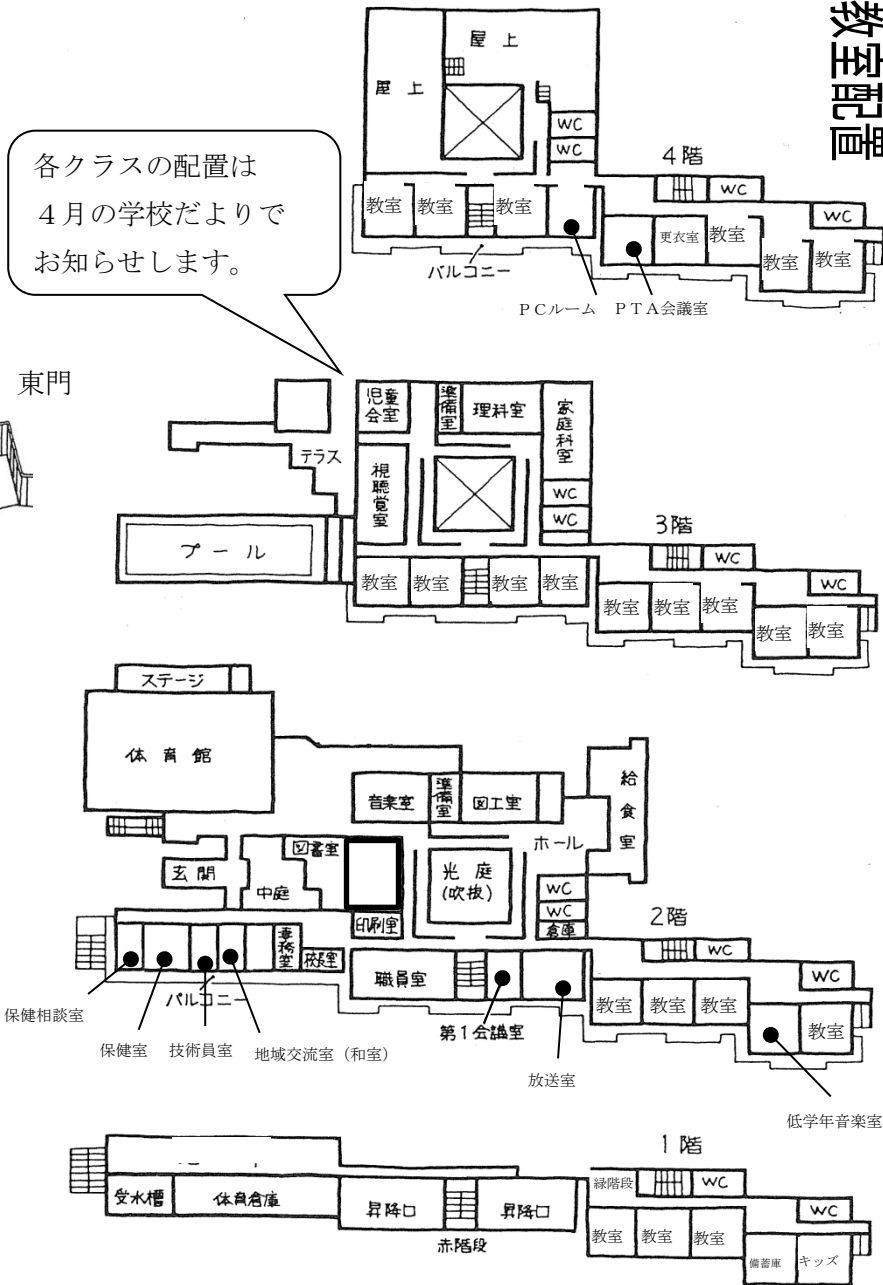 教室配置
屋上
屋上
WC
WC
4階
WC
WC
教室
教室
教室
更衣室
教室
教室
教室
バルコニー
PCルーム
PTA会議室
各クラスの配置は
４月の学校だよりで
お知らせします。
東門
児童
会室
準備室
理科室
家庭科室
テラス
視聴覚室
WC
WC
プール
3階
WC
WC
教室
教室
教室
教室
教室
教室
教室
教室
教室
ステージ
体育館
音楽室
準備室
図工室
給食室
ホール
図書室
玄関
中庭
光庭
(吹抜)
WC
WC
倉庫
印刷室
2階
WC
WC
事務室
校長室
職員室
教室
教室
教室
教室
バルコニー
保健相談室
保健室
技術員室
地域交流室（和室）
第1会議室
放送室
低学年音楽室
1階
緑階段
WC
WC
受水槽
体育倉庫
昇降口
昇降口
赤階段
教室
教室
教室
備蓄庫
キッズ